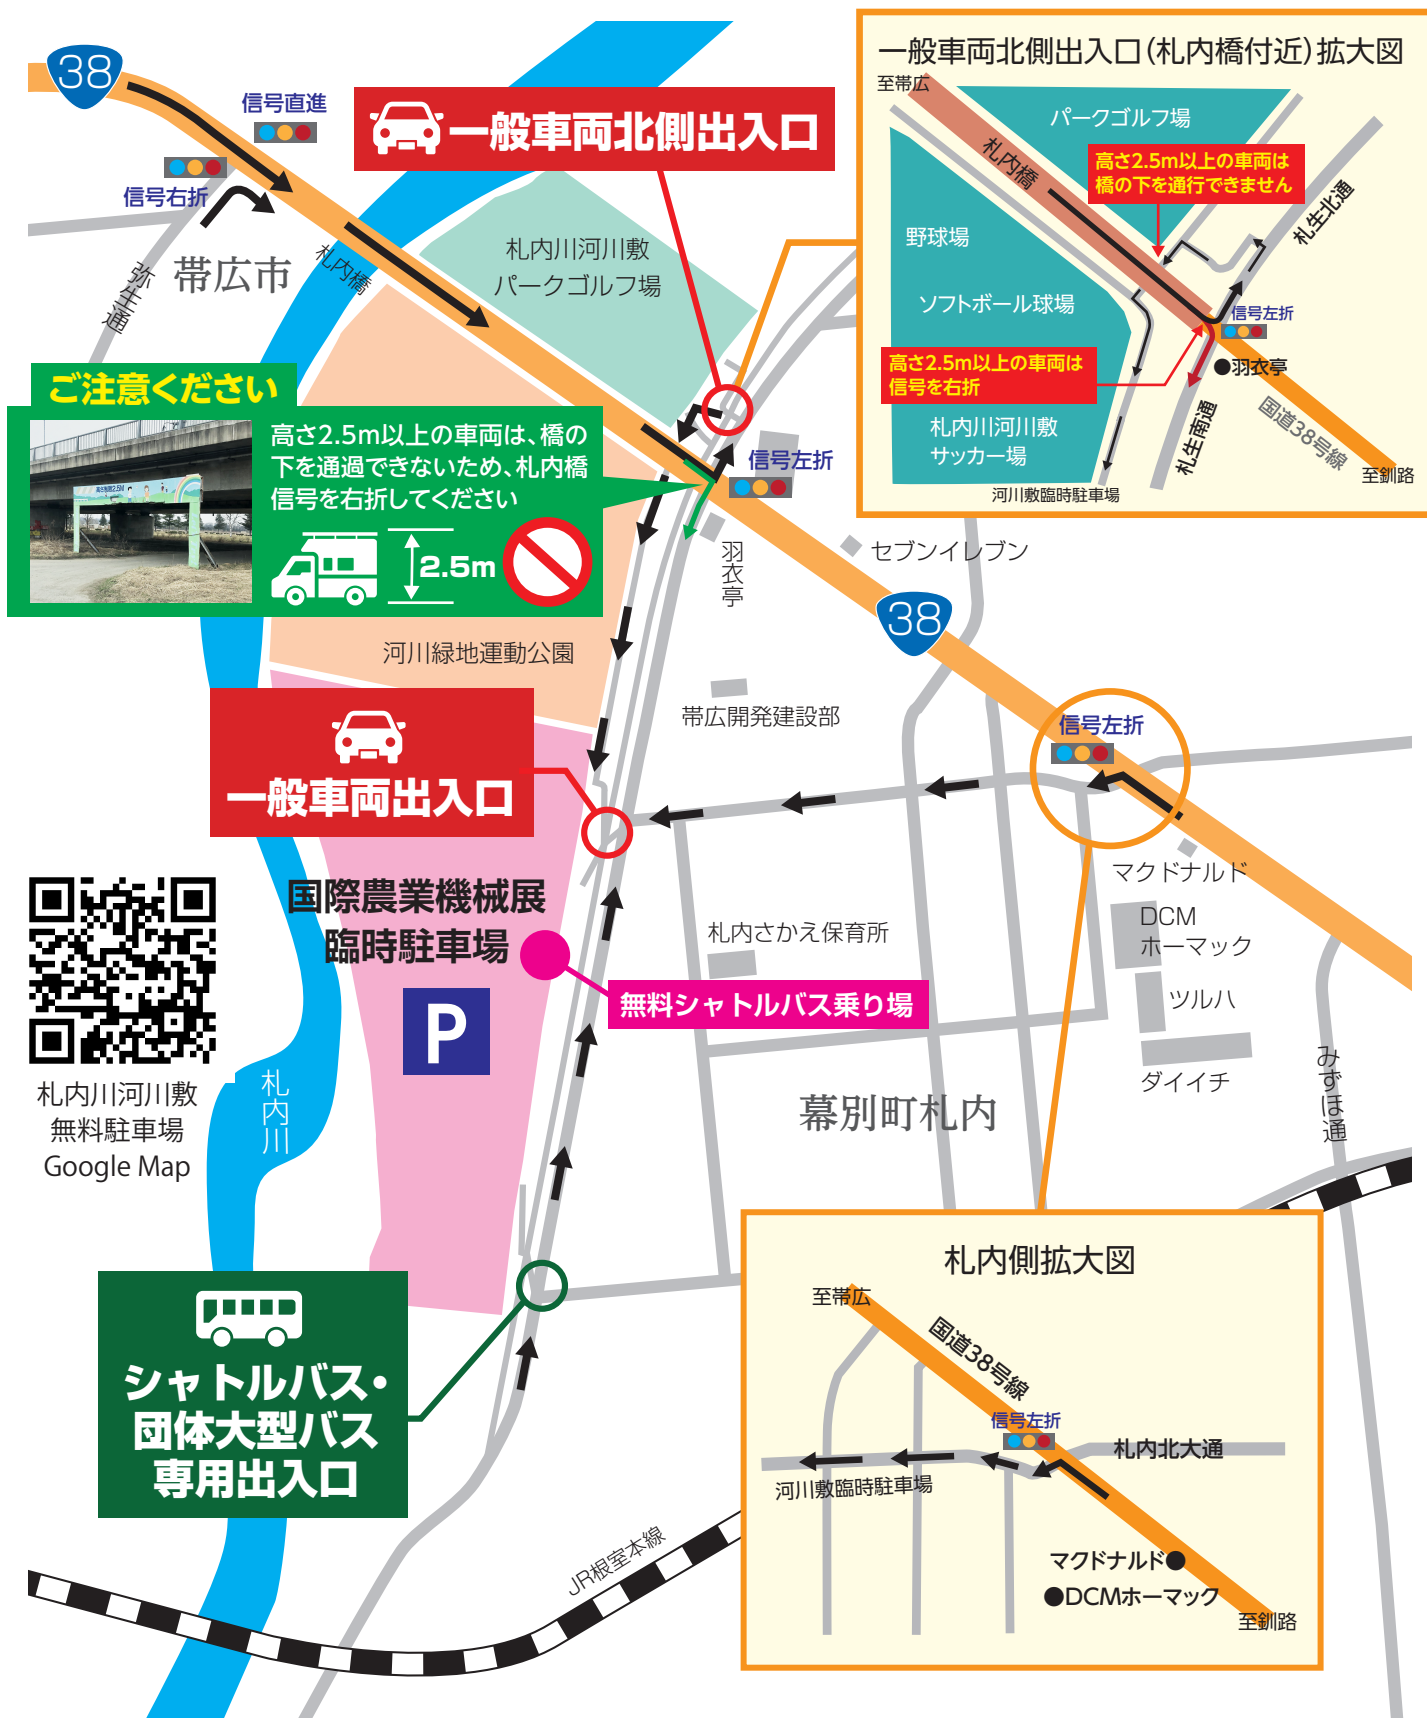 38
信号直進
信号右折
弥生通
帯広市
札内橋
一般車両北側出入口
札内川河川敷
パークゴルフ場
一般車両北側出入口(札内橋付近)拡大図
至帯広
パークゴルフ場
札内橋
高さ2.5m以上の車両は
橋の下を通行できません
札生北通
野球場
ソフトボール球場
信号左折
高さ2.5m以上の車両は
信号を右折
●羽衣亭
札内川河川敷
サッカー場
札生南通
国道38号線
至釧路
河川敷臨時駐車場
ご注意ください
高さ2.5m以上の車両は、橋の
下を通過できないため、札内橋
信号を右折してください
2.5m
信号左折
羽衣亭
セブンイレブン
38
河川緑地運動公園
帯広開発建設部
信号左折
一般車両出入口
マクドナルド
DCM
ホーマック
ツルハ
ダイイチ
みずほ通
国際農業機械展
臨時駐車場
P
札内さかえ保育所
無料シャトルバス乗り場
札内川河川敷
無料駐車場
Google Map
札内川
幕別町札内
シャトルバス・
団体大型バス
専用出入口
JR根室本線
札内側拡大図
至帯広
国道38号線
信号左折
札内北大通
河川敷臨時駐車場
マクドナルド●
●DCMホーマック
至釧路